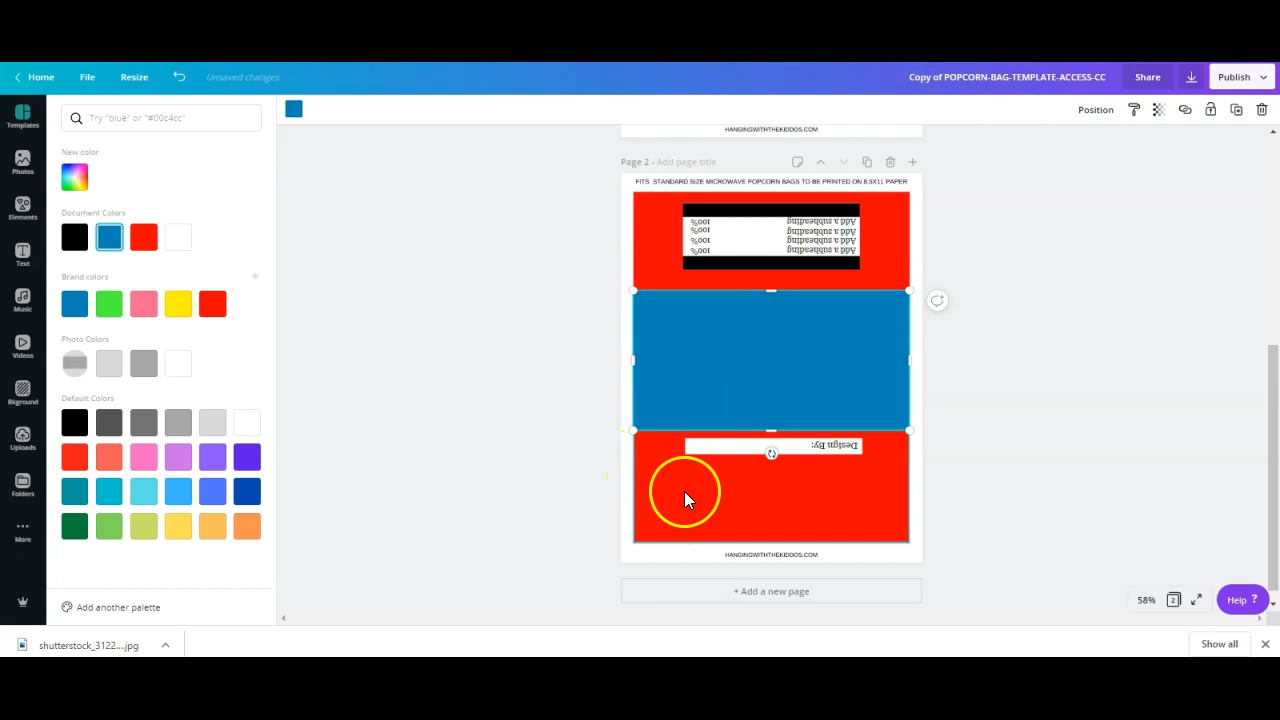 Home
File
Resize
Unsaved changes
Copy of POPCORN-BAG-TEMPLATE-ACCESS-CC
Share
Publish
Templates
Photos
Elements
Text
Music
Videos
Bkground
Uploads
Folders
More
Try "blue" or "#00c4cc"
New color
Document Colors
Brand colors
Photo Colors
Default Colors
Add another palette
Position
HANGINGWITHTHEKIDDOS.COM
Page 2 - Add page title
FITS STANDARD SIZE MICROWAVE POPCORN BAGS TO BE PRINTED ON 8.5X11 PAPER
Add a subheading 100%
Add a subheading 100%
Add a subheading 100%
Add a subheading 100%
Design By:
HANGINGWITHTHEKIDDOS.COM
+ Add a new page
58%
2
Help ?
shutterstock_3122....jpg
Show all